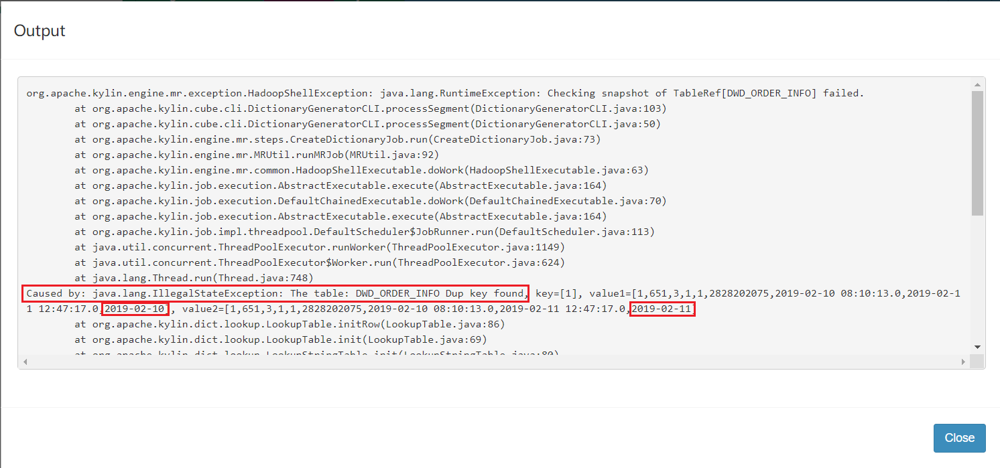 Output
org.apache.kylin.engine.mr.exception.HadoopShellException: java.lang.RuntimeException: Checking snapshot of TableRef[DWD_ORDER_INFO] failed.
at org.apache.kylin.cube.cli.DictionaryGeneratorCLI.processSegment(DictionaryGeneratorCLI.java:103)
at org.apache.kylin.cube.cli.DictionaryGeneratorCLI.processSegment(DictionaryGeneratorCLI.java:50)
at org.apache.kylin.engine.mr.steps.CreateDictionaryJob.run(CreateDictionaryJob.java:73)
at org.apache.kylin.engine.mr.MRUtil.runMRJob(MRUtil.java:92)
at org.apache.kylin.engine.mr.common.HadoopShellExecutable.doWork(HadoopShellExecutable.java:63)
at org.apache.kylin.job.execution.AbstractExecutable.execute(AbstractExecutable.java:164)
at org.apache.kylin.job.execution.DefaultChainedExecutable.doWork(DefaultChainedExecutable.java:70)
at org.apache.kylin.job.execution.AbstractExecutable.execute(AbstractExecutable.java:164)
at org.apache.kylin.job.impl.threadpool.DefaultScheduler$JobRunner.run(DefaultScheduler.java:113)
at java.util.concurrent.ThreadPoolExecutor.runWorker(ThreadPoolExecutor.java:1149)
at java.util.concurrent.ThreadPoolExecutor$Worker.run(ThreadPoolExecutor.java:624)
at java.lang.Thread.run(Thread.java:748)
Caused by: java.lang.IllegalStateException: The table: DWD_ORDER_INFO Dup key found, key=[1], value1=[1,651,3,1,1,2828202075,2019-02-10 08:10:13.0,2019-02-1
1 12:47:17.0,2019-02-10], value2=[1,651,3,1,1,2828202075,2019-02-10 08:10:13.0,2019-02-11 12:47:17.0,2019-02-11]
at org.apache.kylin.dict.lookup.LookupTable.initRow(LookupTable.java:86)
at org.apache.kylin.dict.lookup.LookupTable.init(LookupTable.java:69)
at org.apache.kylin.dict.lookup.LookupStringTable.init(LookupStringTable.java:80)
Close